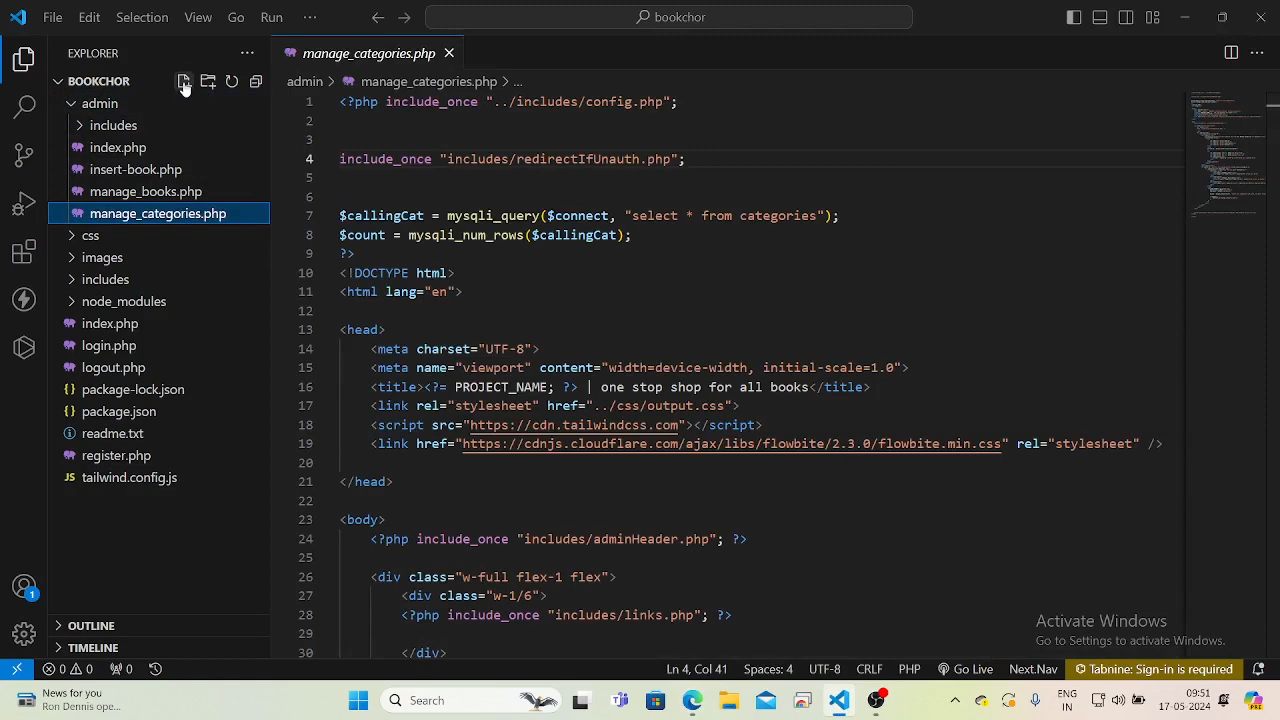 File Edit Selection View Go Run ··· bookchor
EXPLORER ···
manage_categories.php
BOOKCHOR
admin > manage_categories.php > ...
admin
includes
index.php
insert-book.php
manage_books.php
manage_categories.php
css
images
includes
node_modules
index.php
login.php
logout.php
{} package-lock.json
{} package.json
readme.txt
register.php
JS tailwind.config.js
OUTLINE
TIMELINE
1 <?php include_once "../includes/config.php";
2
3
4 include_once "includes/redirectIfUnauth.php";
5
6
7 $callingCat = mysqli_query($connect, "select * from categories");
8 $count = mysqli_num_rows($callingCat);
9 ?>
10 <!DOCTYPE html>
11 <html lang="en">
12
13 <head>
14 <meta charset="UTF-8">
15 <meta name="viewport" content="width=device-width, initial-scale=1.0">
16 <title><?= PROJECT_NAME; ?> | one stop shop for all books</title>
17 <link rel="stylesheet" href="../css/output.css">
18 <script src="https://cdn.tailwindcss.com"></script>
19 <link href="https://cdnjs.cloudflare.com/ajax/libs/flowbite/2.3.0/flowbite.min.css" rel="stylesheet" />
20
21 </head>
22
23 <body>
24 <?php include_once "includes/adminHeader.php"; ?>
25
26 <div class="w-full flex-1 flex">
27 <div class="w-1/6">
28 <?php include_once "includes/links.php"; ?>
29
30 </div>
Activate Windows
Go to Settings to activate Windows.
1
0 0 0 Ln 4, Col 41 Spaces: 4 UTF-8 CRLF PHP Go Live Next.Nav Tabnine: Sign-in is required
News for you
Ron Dennis ope...
Search
ENG
IN
09:51
17-05-2024
PRE